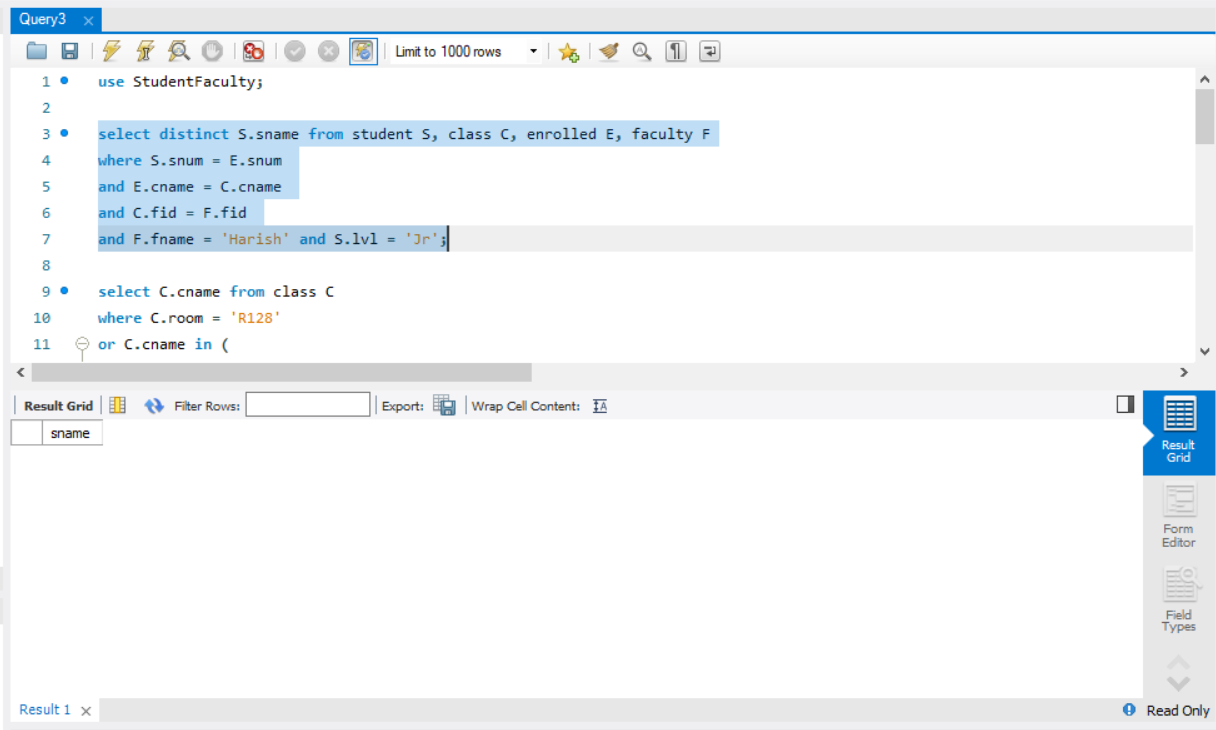 Query3
Limit to 1000 rows
1 use StudentFaculty;
2
3 select distinct S.sname from student S, class C, enrolled E, faculty F
4 where S.snum = E.snum
5 and E.cname = C.cname
6 and C.fid = F.fid
7 and F.fname = 'Harish' and S.lvl = 'Jr';
8
9 select C.cname from class C
10 where C.room = 'R128'
11 or C.cname in (
Result Grid Filter Rows: Export: Wrap Cell Content:
sname
Result
Grid
Form
Editor
Field
Types
Result 1 Read Only